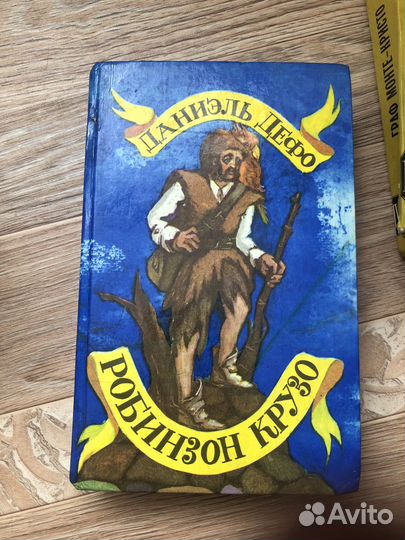 ДАНИЭЛЬ ДЕФО
РОБИНЗОН КРУЗО
ГРАФ МОНТЕ-КРИСТО
Avito